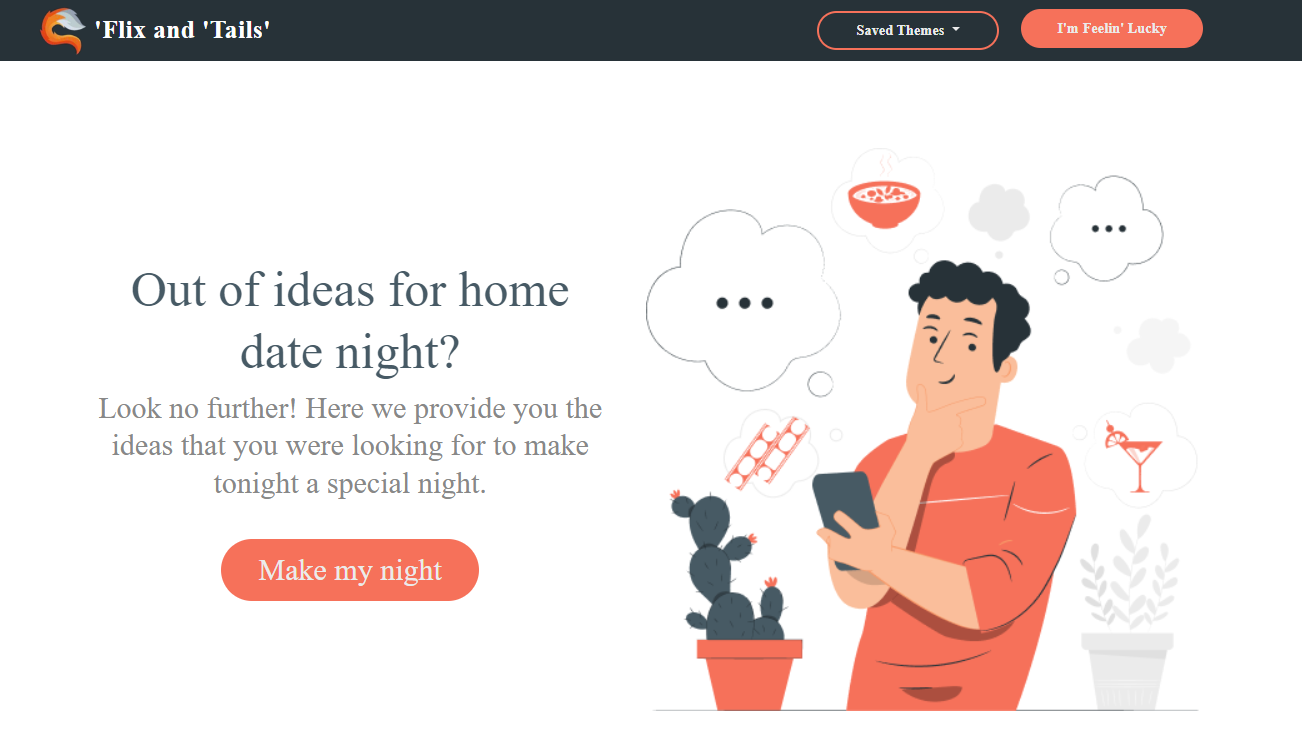 'Flix and 'Tails'
Saved Themes
I'm Feelin' Lucky
Out of ideas for home
date night?
Look no further! Here we provide you the
ideas that you were looking for to make
tonight a special night.
Make my night